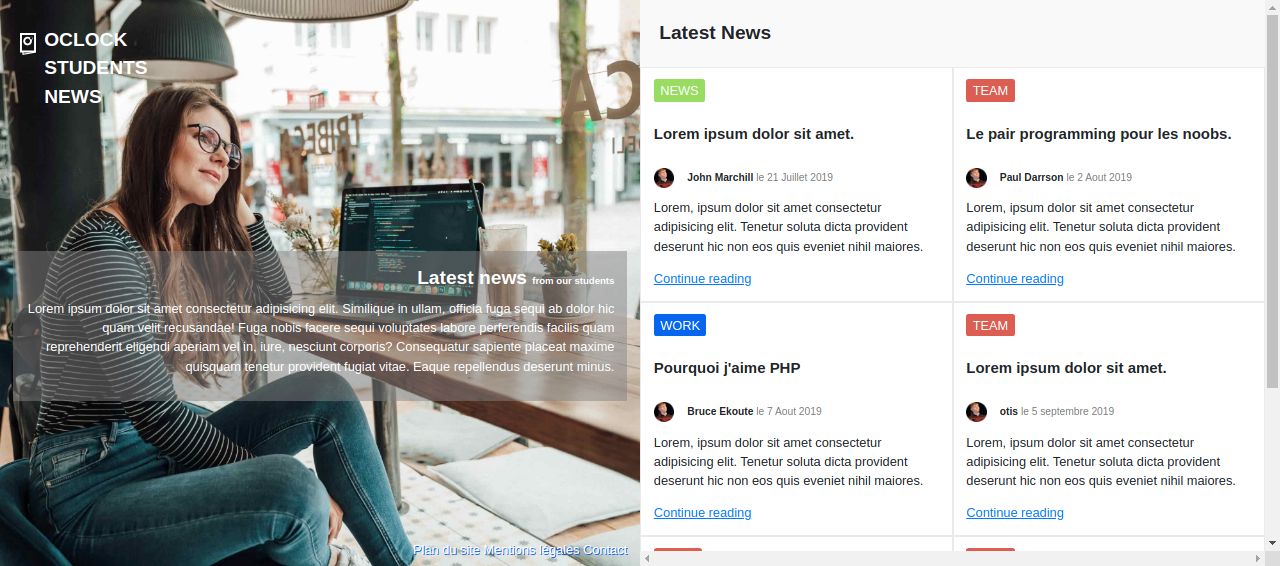 OCLOCK
STUDENTS
NEWS
TRIBECA
CA
DELI
Latest news from our students
Lorem ipsum dolor sit amet consectetur adipisicing elit. Similique in ullam, officia fuga sequi ab dolor hic
quam velit recusandae! Fuga nobis facere sequi voluptates labore perferendis facilis quam
reprehenderit eligendi aperiam vel in, iure, nesciunt corporis? Consequatur sapiente placeat maxime
quisquam tenetur provident fugiat vitae. Eaque repellendus deserunt minus.
Plan du site Mentions légales Contact
Latest News
NEWS
Lorem ipsum dolor sit amet.
John Marchill le 21 Juillet 2019
Lorem, ipsum dolor sit amet consectetur
adipisicing elit. Tenetur soluta dicta provident
deserunt hic non eos quis eveniet nihil maiores.
Continue reading
TEAM
Le pair programming pour les noobs.
Paul Darrson le 2 Aout 2019
Lorem, ipsum dolor sit amet consectetur
adipisicing elit. Tenetur soluta dicta provident
deserunt hic non eos quis eveniet nihil maiores.
Continue reading
WORK
Pourquoi j'aime PHP
Bruce Ekoute le 7 Aout 2019
Lorem, ipsum dolor sit amet consectetur
adipisicing elit. Tenetur soluta dicta provident
deserunt hic non eos quis eveniet nihil maiores.
Continue reading
TEAM
Lorem ipsum dolor sit amet.
otis le 5 septembre 2019
Lorem, ipsum dolor sit amet consectetur
adipisicing elit. Tenetur soluta dicta provident
deserunt hic non eos quis eveniet nihil maiores.
Continue reading